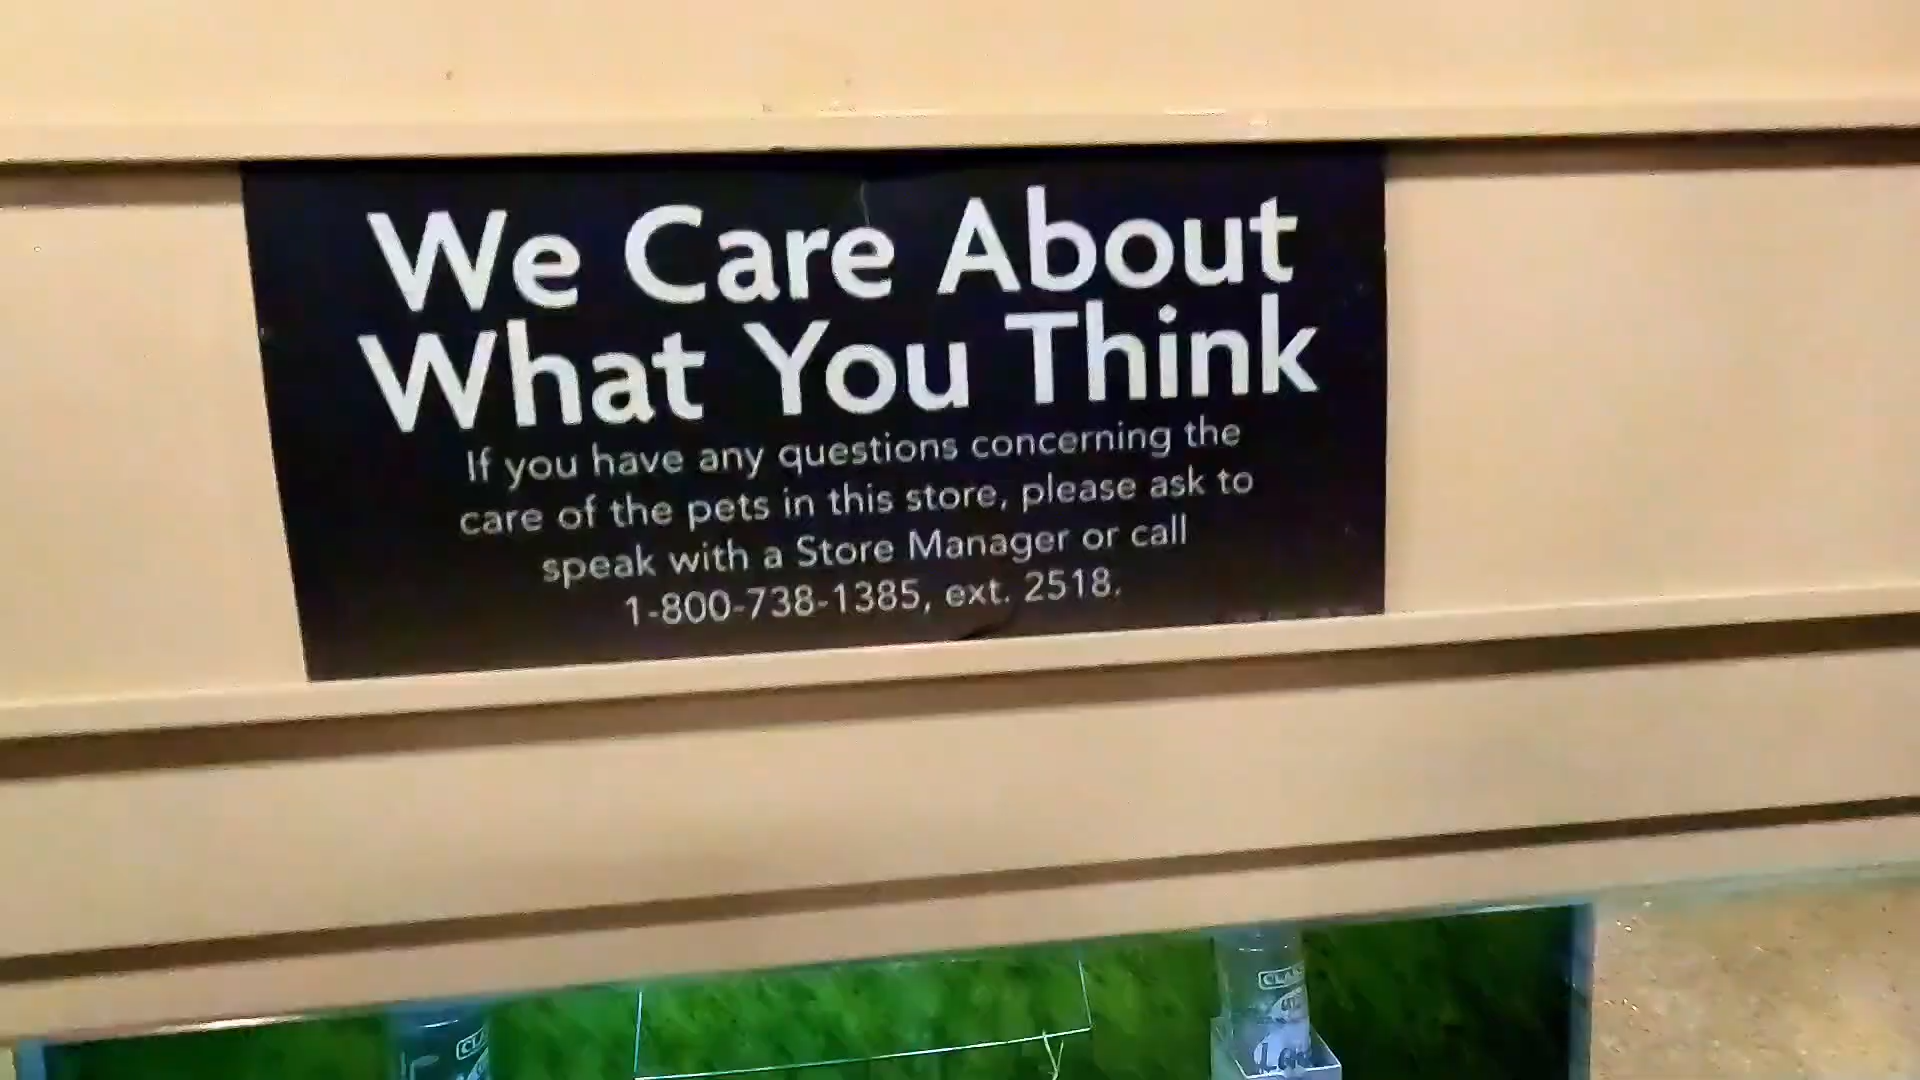 We Care About
What You Think
If you have any questions concerning the
care of the pets in this store, please ask to
speak with a Store Manager or call
1-800-738-1385, ext. 2518.